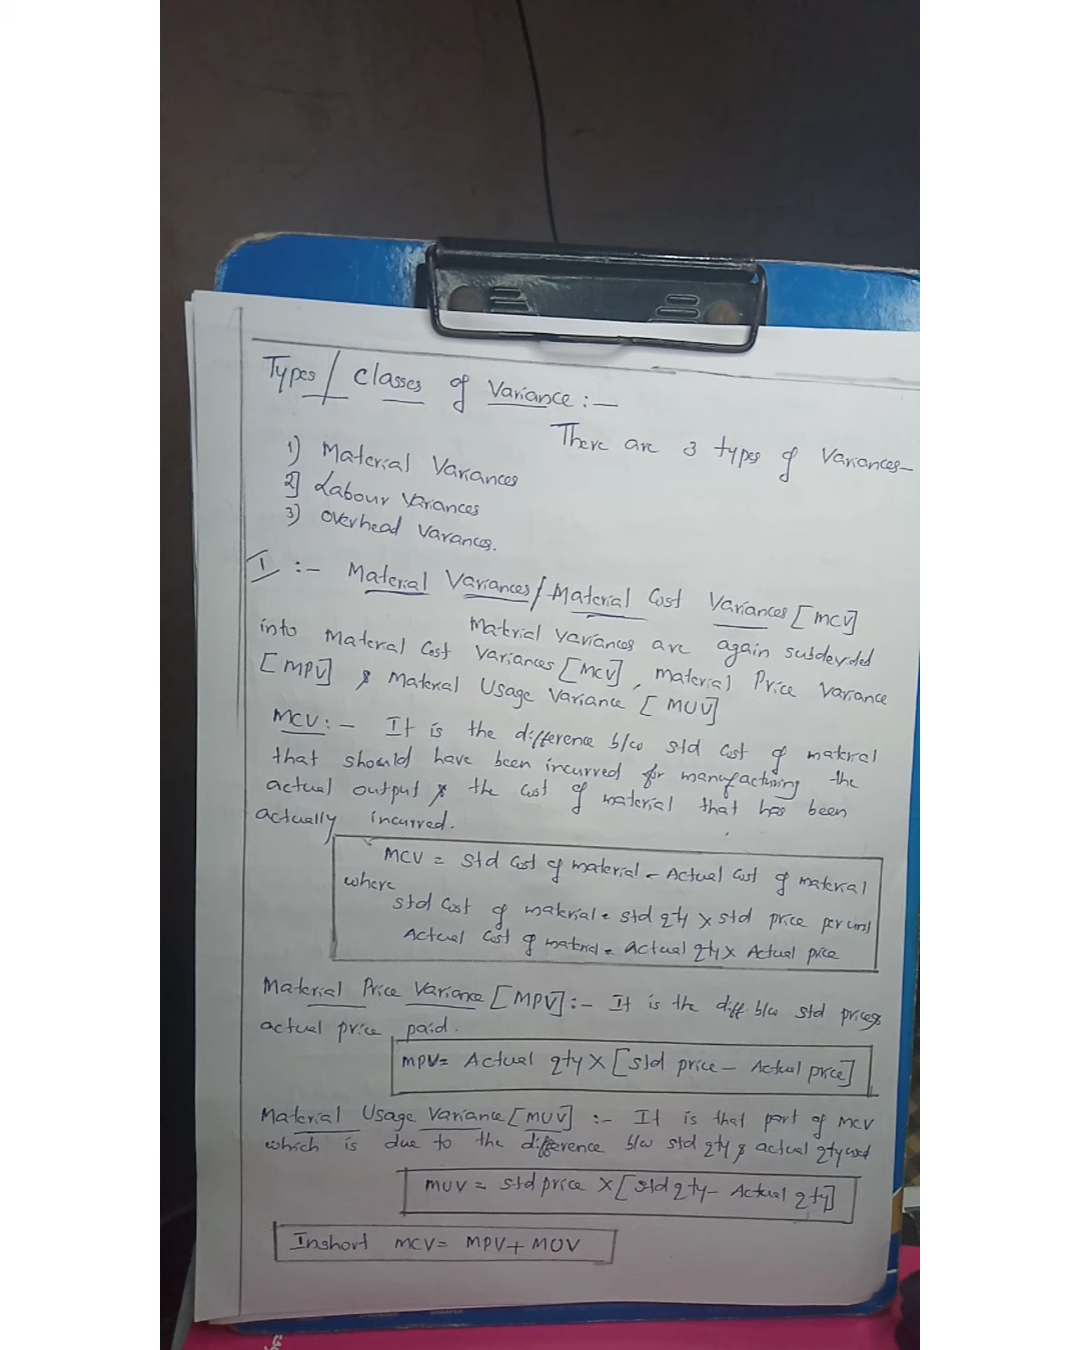 Types/ classes of Variance :-
There are 3 types of Variances-
1) Material Variances
2] Labour Variances
3) Overhead Varances.
I :- Material Variances/Material Cost Variances [MCV]
Matrial variances are again subdevided
into Material Cost Variances [MCV], material Price Variance
[MPV] & Material Usage Variance [MUV]
MCV :- It is the difference b/w std cost of material
that should have been incurred for manufacturing the
actual output & the cost of material that has been
actually incurred.
MCV = Std Cost of material - Actual Cost of material
where
Std Cost of material = Std qty X Std price per unit
Actual Cost of material = actual qty X Actual price
Material Price Variance [MPV] :- It is the diff b/w std price &
actual price paid.
MPV = Actual qty X [Std price - Actual price]
Material Usage Variance [MUV] :- It is that part of MCV
which is due to the difference b/w std qty & actual qty used
MUV = Std price X [Std qty - Actual qty]
Inshort MCV = MPV + MUV